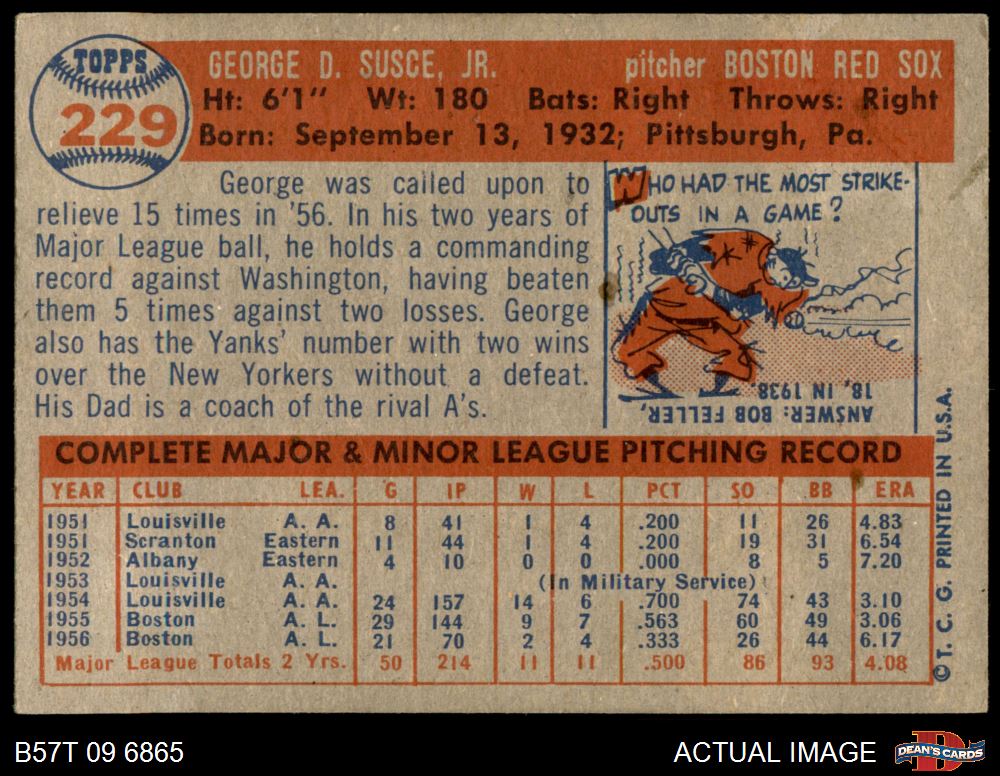 TOPPS
229
GEORGE D. SUSCE, JR. pitcher BOSTON RED SOX
Ht: 6'1" Wt: 180 Bats: Right Throws: Right
Born: September 13, 1932; Pittsburgh, Pa.
George was called upon to
relieve 15 times in '56. In his two years of
Major League ball, he holds a commanding
record against Washington, having beaten
them 5 times against two losses. George
also has the Yanks' number with two wins
over the New Yorkers without a defeat.
His Dad is a coach of the rival A's.
WHO HAD THE MOST STRIKE-
OUTS IN A GAME?
ANSWER: BOB FELLER,
18, IN 1938
COMPLETE MAJOR & MINOR LEAGUE PITCHING RECORD
YEAR CLUB LEA. G IP W L PCT SO BB ERA
1951 Louisville A. A. 8 41 1 4 .200 11 26 4.83
1951 Scranton Eastern 11 44 1 4 .200 19 31 6.54
1952 Albany Eastern 4 10 0 0 .000 8 5 7.20
1953 Louisville A. A. (In Military Service)
1954 Louisville A. A. 24 157 14 6 .700 74 43 3.10
1955 Boston A. L. 29 144 9 7 .563 60 49 3.06
1956 Boston A. L. 21 70 2 4 .333 26 44 6.17
Major League Totals 2 Yrs. 50 214 11 11 .500 86 93 4.08
© T. C. G. PRINTED IN U.S.A.
B57T 09 6865
ACTUAL IMAGE
D
DEAN'S CARDS